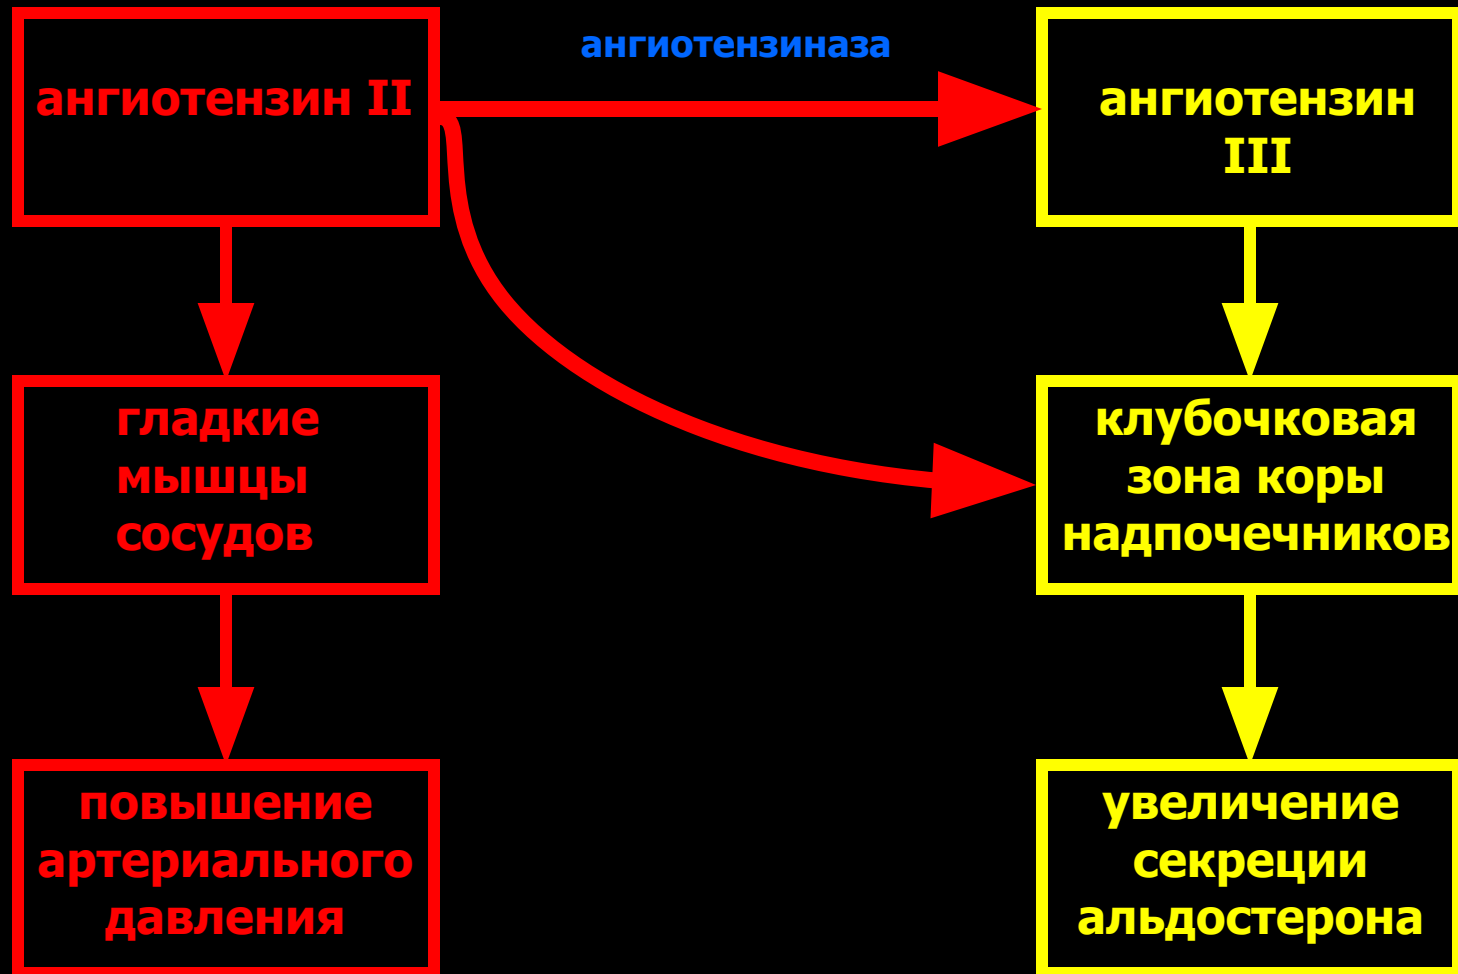 ангиотензиназа
ангиотензин II
ангиотензин
III
гладкие
мышцы
сосудов
клубочковая
зона коры
надпочечников
повышение
артериального
давления
увеличение
секреции
альдостерона